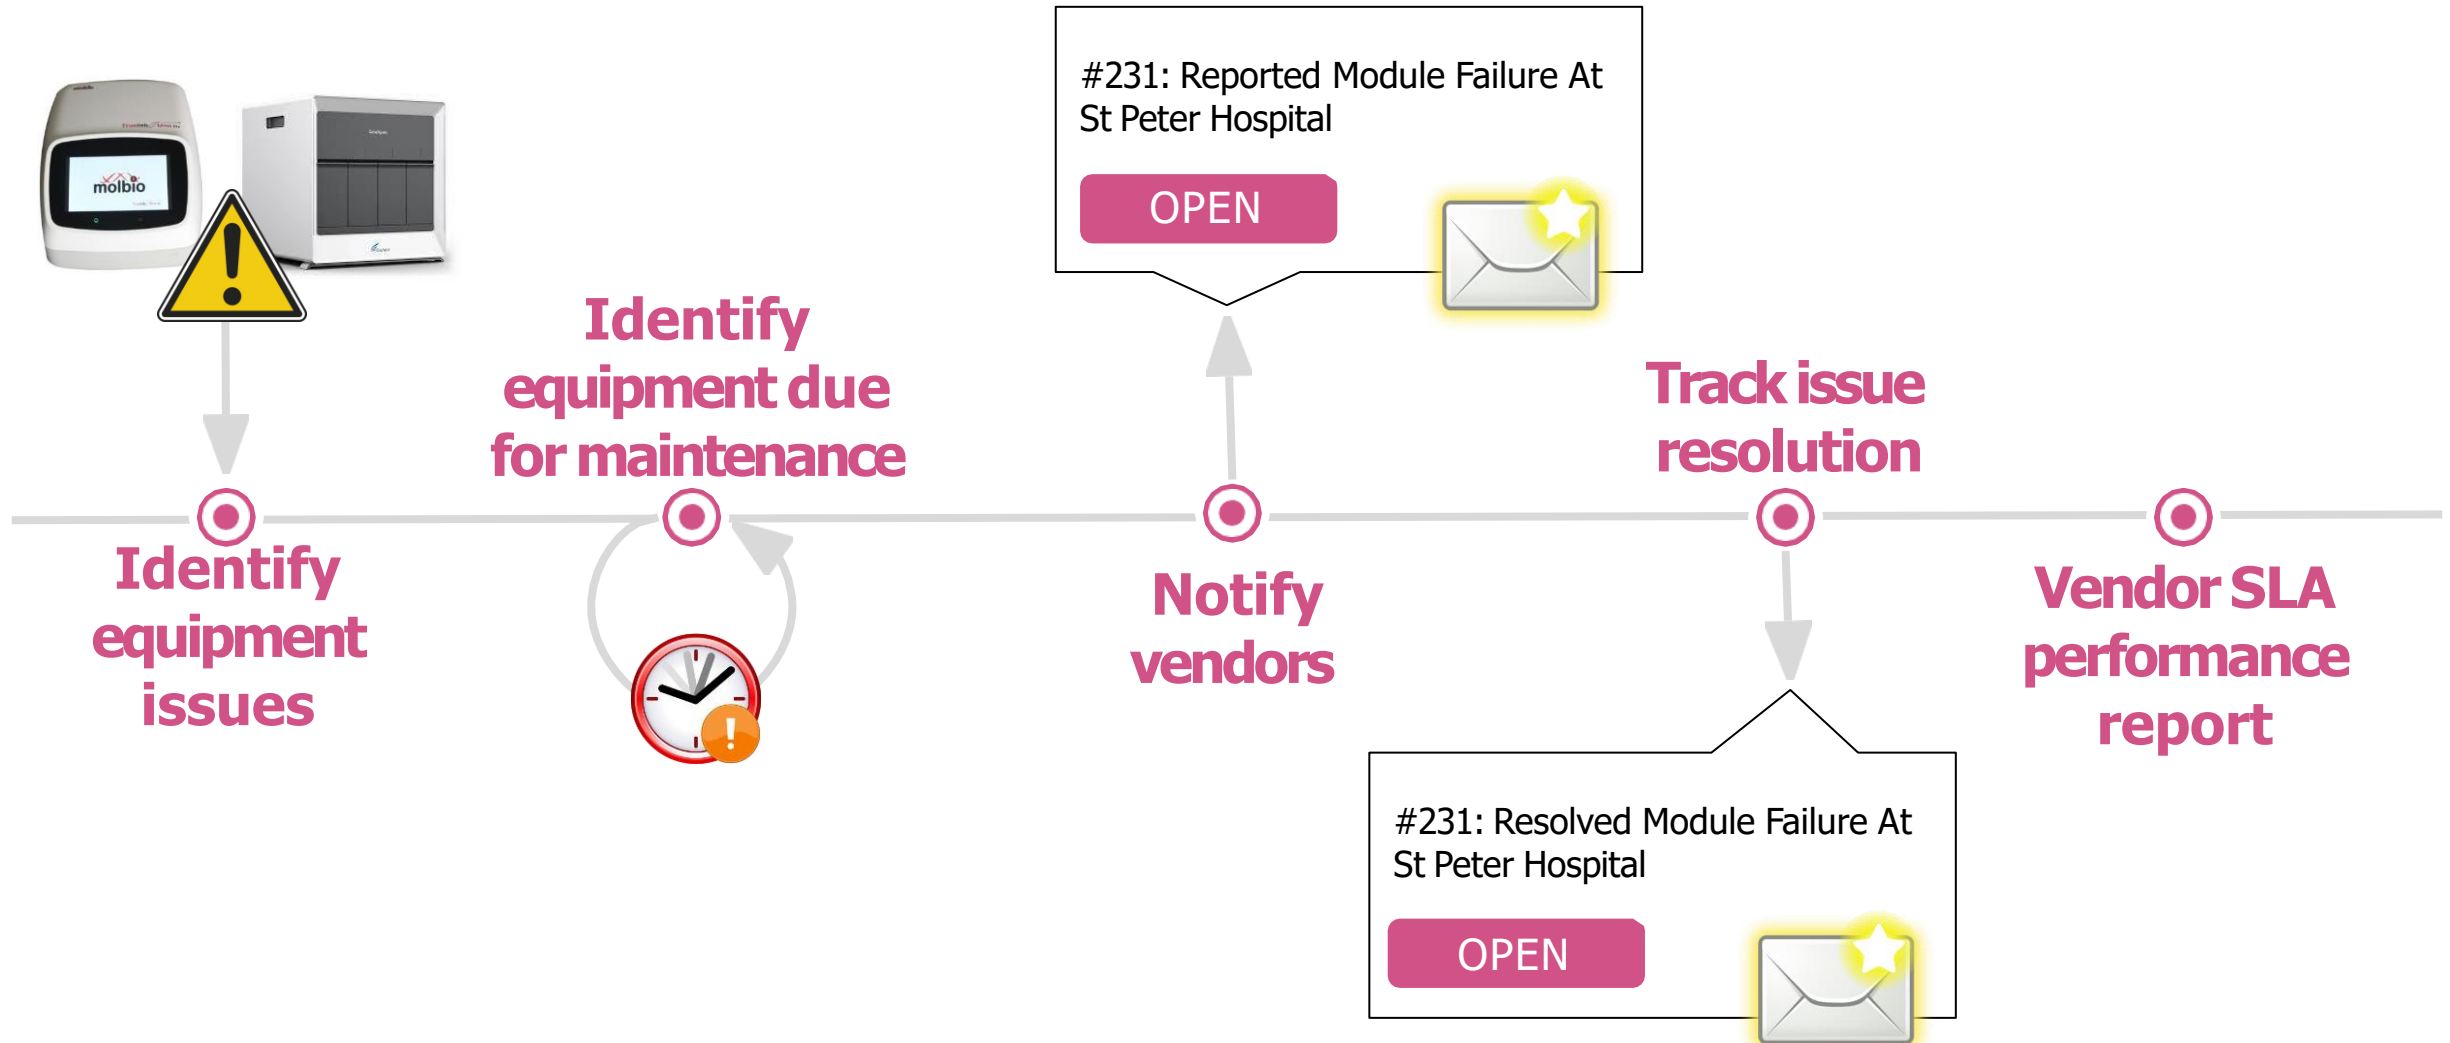 molbio
Identify
equipment
issues
Identify
equipment due
for maintenance
#231: Reported Module Failure At
St Peter Hospital
OPEN
Notify
vendors
Track issue
resolution
#231: Resolved Module Failure At
St Peter Hospital
OPEN
Vendor SLA
performance
report